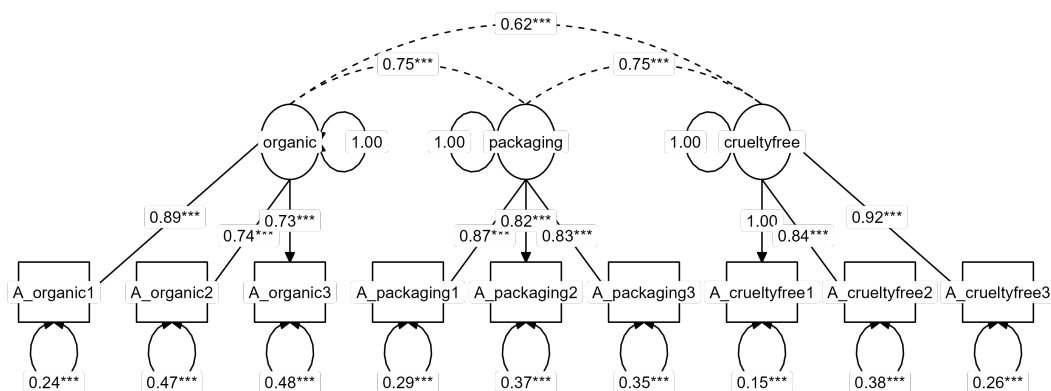 0.62***
0.75*** 0.75***
organic 1.00 1.00 packaging 1.00 crueltyfree
0.89*** 0.74*** 0.73*** 0.87*** 0.82*** 0.83*** 1.00 0.84*** 0.92***
A_organic1 A_organic2 A_organic3 A_packaging1 A_packaging2 A_packaging3 A_crueltyfree1 A_crueltyfree2 A_crueltyfree3
0.24*** 0.47*** 0.48*** 0.29*** 0.37*** 0.35*** 0.15*** 0.38*** 0.26***